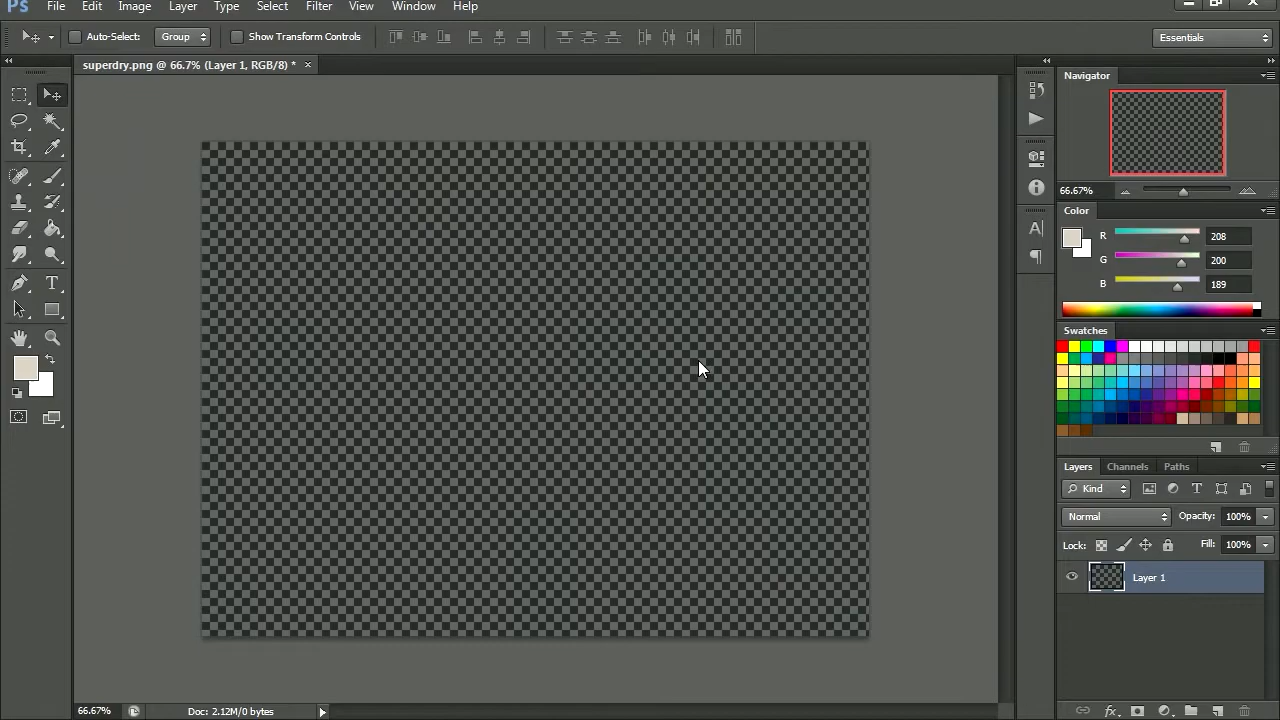 Ps File Edit Image Layer Type Select Filter View Window Help
Auto-Select: Group Show Transform Controls Essentials
superdry.png @ 66.7% (Layer 1, RGB/8) * ×
Navigator
66.67%
Color
R 208
G 200
B 189
Swatches
Layers Channels Paths
Kind
Normal Opacity: 100%
Lock: Fill: 100%
Layer 1
fx
66.67% Doc: 2.12M/0 bytes